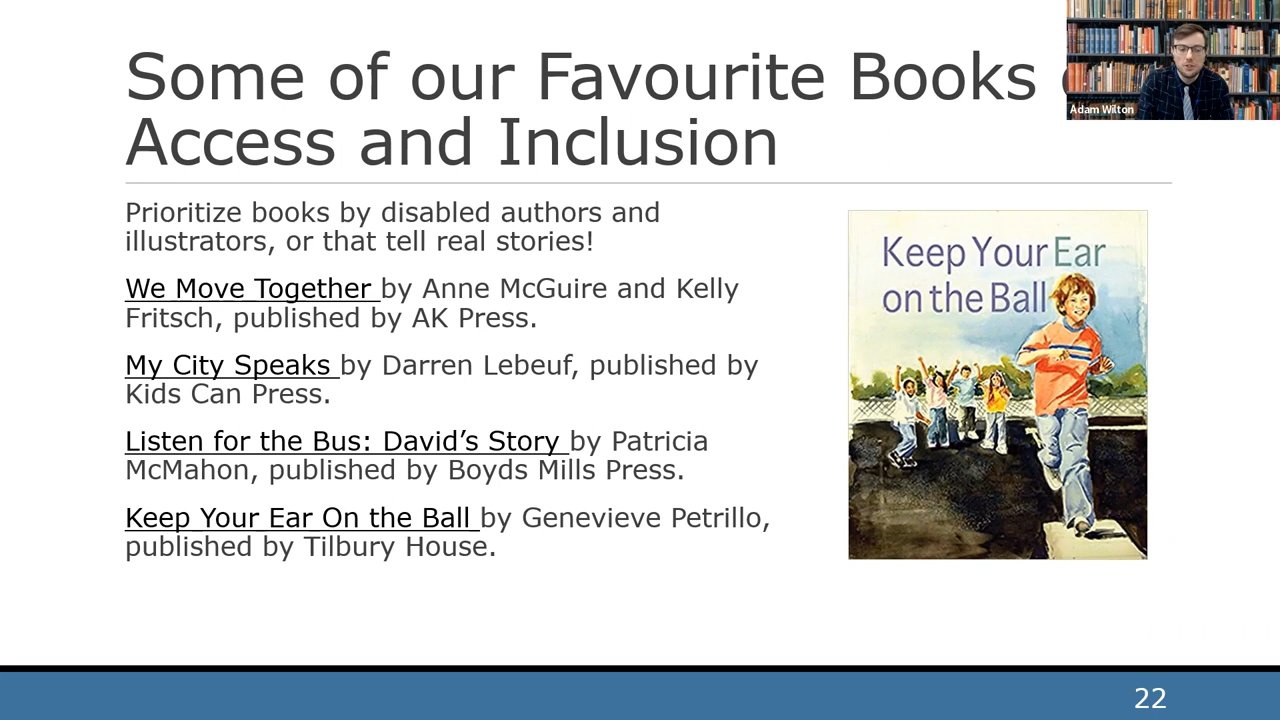 Some of our Favourite Books
Access and Inclusion
Adam Wilton
Prioritize books by disabled authors and
illustrators, or that tell real stories!
We Move Together by Anne McGuire and Kelly
Fritsch, published by AK Press.
My City Speaks by Darren Lebeuf, published by
Kids Can Press.
Listen for the Bus: David’s Story by Patricia
McMahon, published by Boyds Mills Press.
Keep Your Ear On the Ball by Genevieve Petrillo,
published by Tilbury House.
Keep Your Ear
on the Ball
22